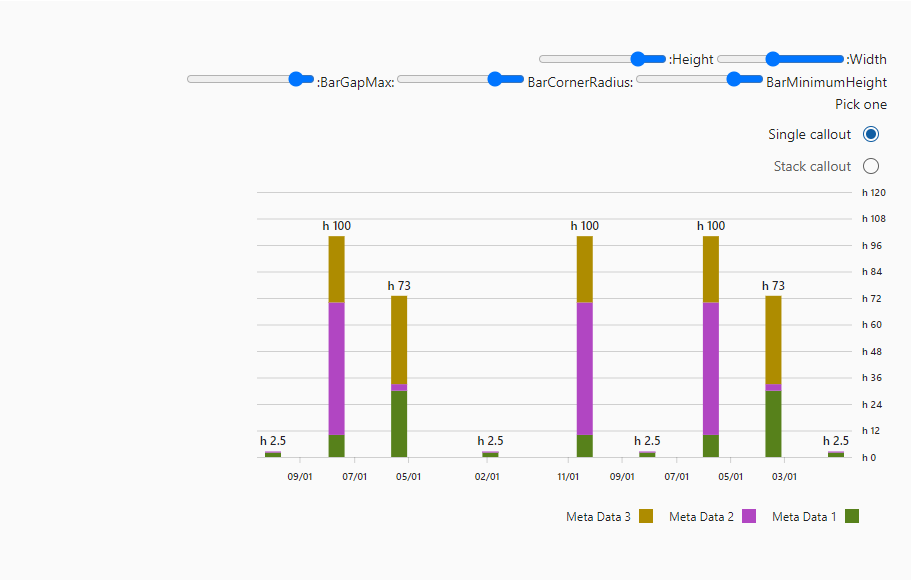 :Height :Width
:BarGapMax: BarCornerRadius: BarMinimumHeight
Pick one
Single callout
Stack callout
h 120
h 108
h 96
h 84
h 72
h 60
h 48
h 36
h 24
h 12
h 0
h 100 h 100 h 100
h 73 h 73
h 2.5 h 2.5 h 2.5 h 2.5
09/01 07/01 05/01 02/01 11/01 09/01 07/01 05/01 03/01
Meta Data 3 Meta Data 2 Meta Data 1